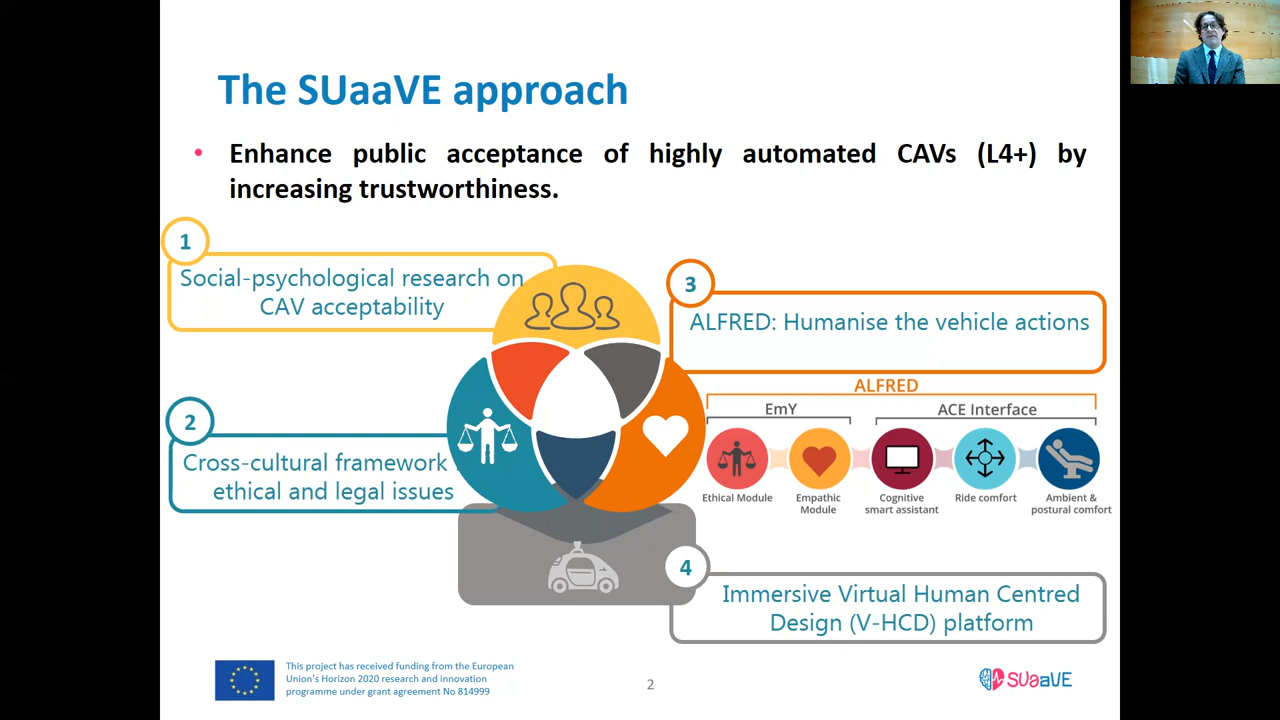 The SUaaVE approach
• Enhance public acceptance of highly automated CAVs (L4+) by
increasing trustworthiness.
1
Social-psychological research on
CAV acceptability
2
Cross-cultural framework
ethical and legal issues
3
ALFRED: Humanise the vehicle actions
ALFRED
EmY
ACE Interface
Ethical Module
Empathic
Module
Cognitive
smart assistant
Ride comfort
Ambient &
postural comfort
4
Immersive Virtual Human Centred
Design (V-HCD) platform
This project has received funding from the European
Union's Horizon 2020 research and innovation
programme under grant agreement No 814999
2
SUaaVE